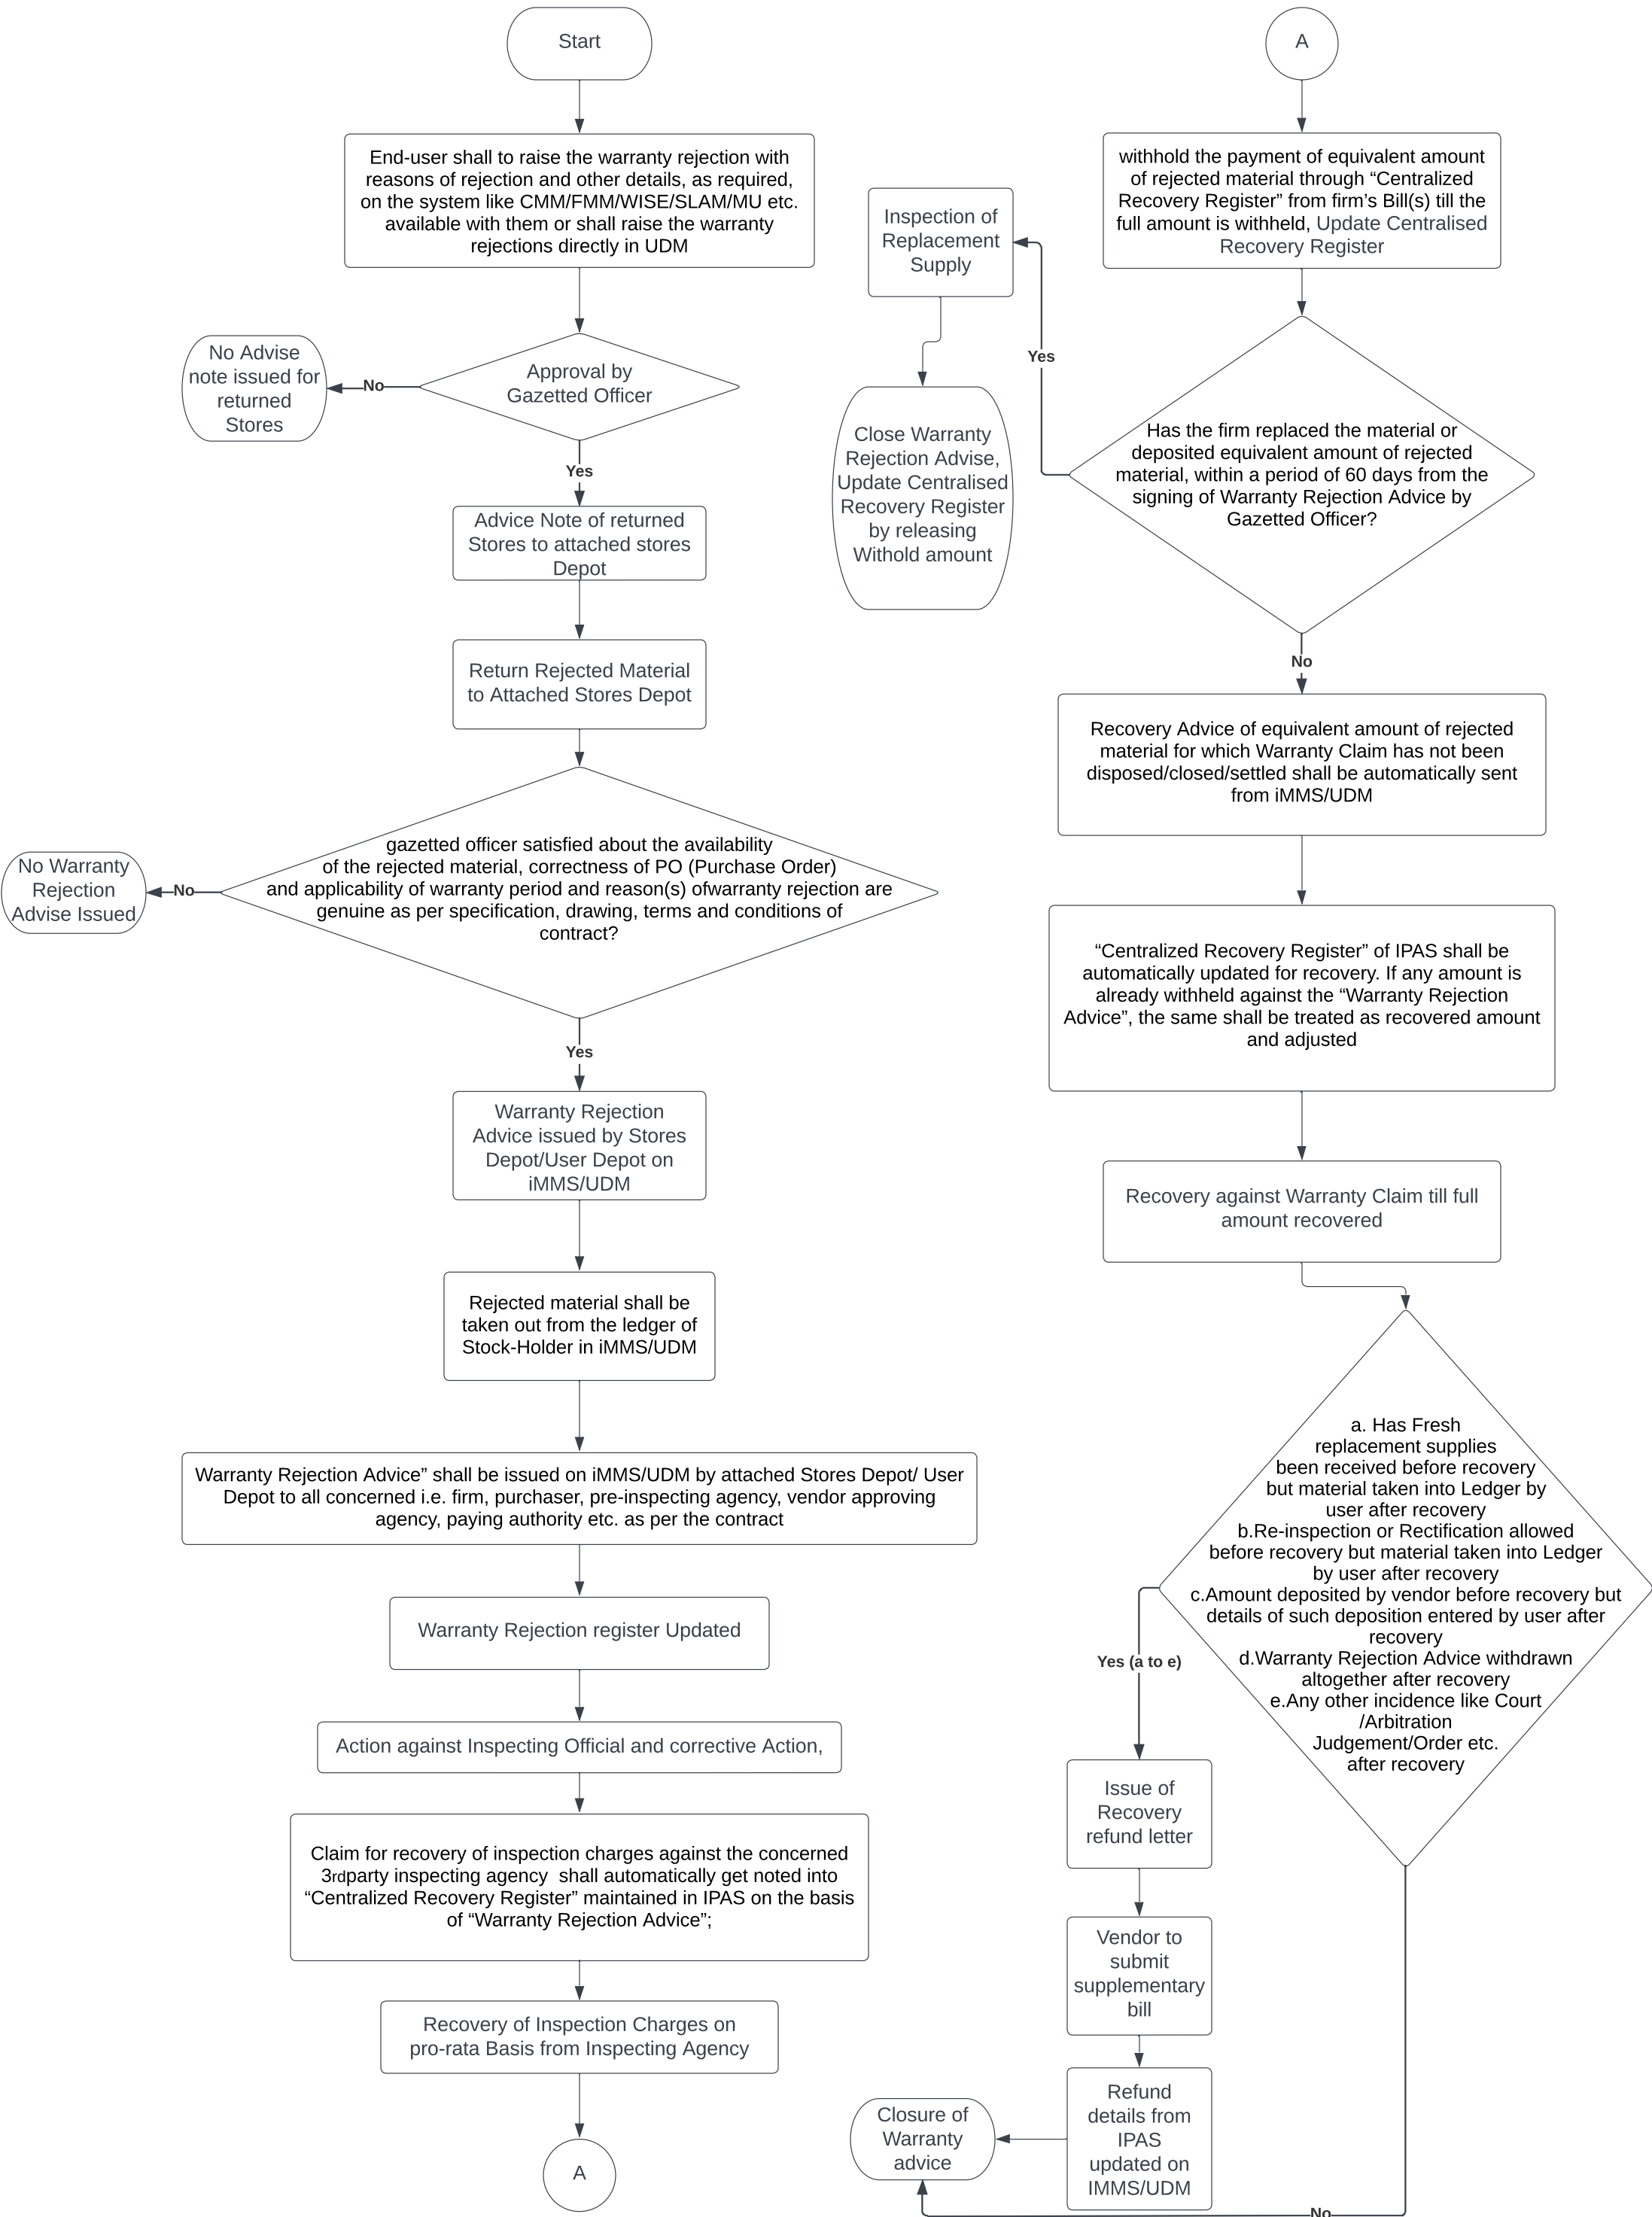 Start
End-user shall to raise the warranty rejection with
reasons of rejection and other details, as required,
on the system like CMM/FMM/WISE/SLAM/MU etc.
available with them or shall raise the warranty
rejections directly in UDM
Approval by
Gazetted Officer
No
No Advise
note issued for
returned
Stores
Yes
Advice Note of returned
Stores to attached stores
Depot
Return Rejected Material
to Attached Stores Depot
gazetted officer satisfied about the availability
of the rejected material, correctness of PO (Purchase Order)
and applicability of warranty period and reason(s) ofwarranty rejection are
genuine as per specification, drawing, terms and conditions of
contract?
No
No Warranty
Rejection
Advise Issued
Yes
Warranty Rejection
Advice issued by Stores
Depot/User Depot on
iMMS/UDM
Rejected material shall be
taken out from the ledger of
Stock-Holder in iMMS/UDM
Warranty Rejection Advice” shall be issued on iMMS/UDM by attached Stores Depot/ User
Depot to all concerned i.e. firm, purchaser, pre-inspecting agency, vendor approving
agency, paying authority etc. as per the contract
Warranty Rejection register Updated
Action against Inspecting Official and corrective Action,
Claim for recovery of inspection charges against the concerned
3rdparty inspecting agency  shall automatically get noted into
“Centralized Recovery Register” maintained in IPAS on the basis
of “Warranty Rejection Advice”;
Recovery of Inspection Charges on
pro-rata Basis from Inspecting Agency
A
A
withhold the payment of equivalent amount
of rejected material through “Centralized
Recovery Register” from firm’s Bill(s) till the
full amount is withheld, Update Centralised
Recovery Register
Has the firm replaced the material or
deposited equivalent amount of rejected
material, within a period of 60 days from the
signing of Warranty Rejection Advice by
Gazetted Officer?
Yes
Inspection of
Replacement
Supply
Close Warranty
Rejection Advise,
Update Centralised
Recovery Register
by releasing
Withold amount
No
Recovery Advice of equivalent amount of rejected
material for which Warranty Claim has not been
disposed/closed/settled shall be automatically sent
from iMMS/UDM
“Centralized Recovery Register” of IPAS shall be
automatically updated for recovery. If any amount is
already withheld against the “Warranty Rejection
Advice”, the same shall be treated as recovered amount
and adjusted
Recovery against Warranty Claim till full
amount recovered
a. Has Fresh
replacement supplies
been received before recovery
but material taken into Ledger by
user after recovery
b.Re-inspection or Rectification allowed
before recovery but material taken into Ledger
by user after recovery
c.Amount deposited by vendor before recovery but
details of such deposition entered by user after
recovery
d.Warranty Rejection Advice withdrawn
altogether after recovery
e.Any other incidence like Court
/Arbitration
Judgement/Order etc.
after recovery
Yes (a to e)
Issue of
Recovery
refund letter
Vendor to
submit
supplementary
bill
Refund
details from
IPAS
updated on
IMMS/UDM
Closure of
Warranty
advice
No